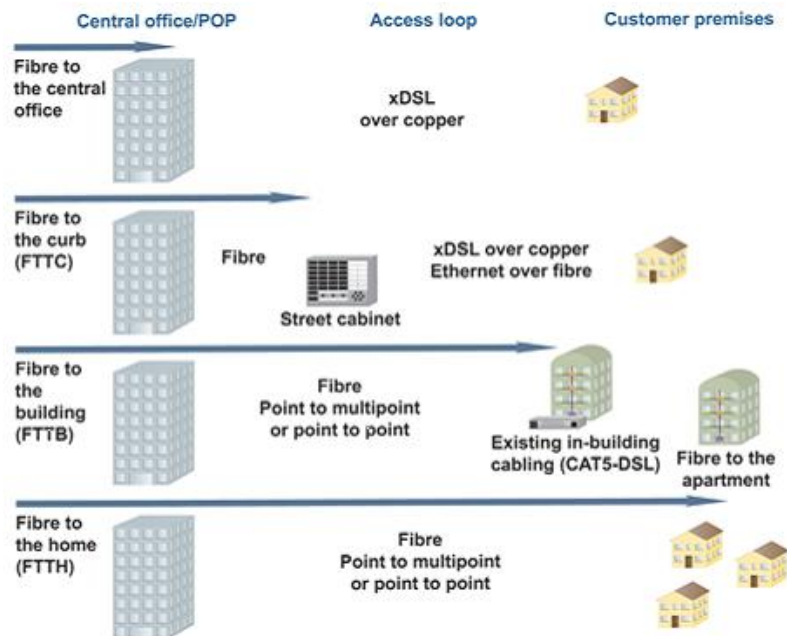 Central office/POP
Access loop
Customer premises
Fibre to
the central
office
xDSL
over copper
Fibre to
the curb
(FTTC)
Fibre
Street cabinet
xDSL over copper
Ethernet over fibre
Fibre to
the
building
(FTTB)
Fibre
Point to multipoint
or point to point
Existing in-building
cabling (CAT5-DSL)
Fibre to the
apartment
Fibre to
the home
(FTTH)
Fibre
Point to multipoint
or point to point